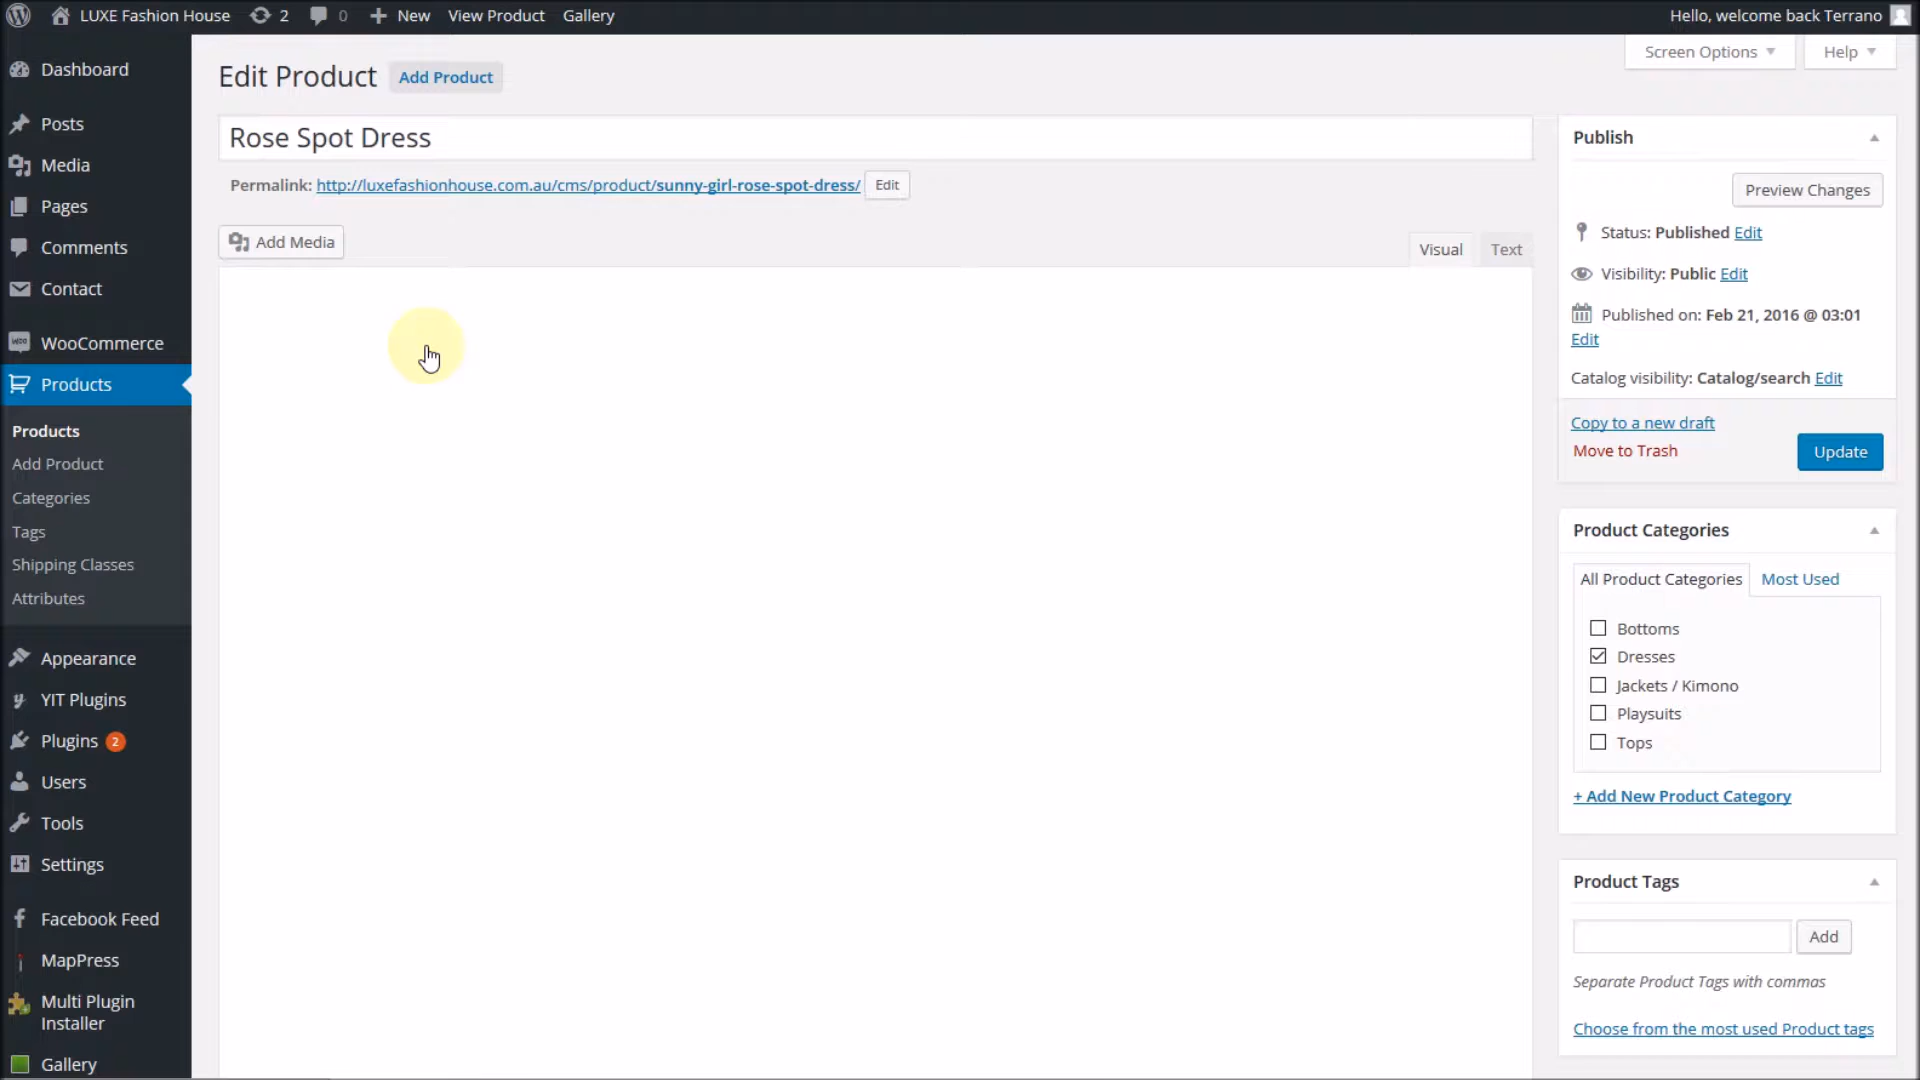 LUXE Fashion House 2 0 New View Product Gallery Hello, welcome back Terrano
Screen Options Help
Dashboard
Posts
Media
Pages
Comments
Contact
WooCommerce
Products
Products
Add Product
Categories
Tags
Shipping Classes
Attributes
Appearance
YIT Plugins
Plugins 2
Users
Tools
Settings
Facebook Feed
MapPress
Multi Plugin
Installer
Gallery
Edit Product Add Product
Rose Spot Dress
Permalink: http://luxefashionhouse.com.au/cms/product/sunny-girl-rose-spot-dress/ Edit
Add Media
Visual Text
Publish
Preview Changes
Status: Published Edit
Visibility: Public Edit
Published on: Feb 21, 2016 @ 03:01
Edit
Catalog visibility: Catalog/search Edit
Copy to a new draft
Move to Trash
Update
Product Categories
All Product Categories Most Used
Bottoms
Dresses
Jackets / Kimono
Playsuits
Tops
+ Add New Product Category
Product Tags
Add
Separate Product Tags with commas
Choose from the most used Product tags